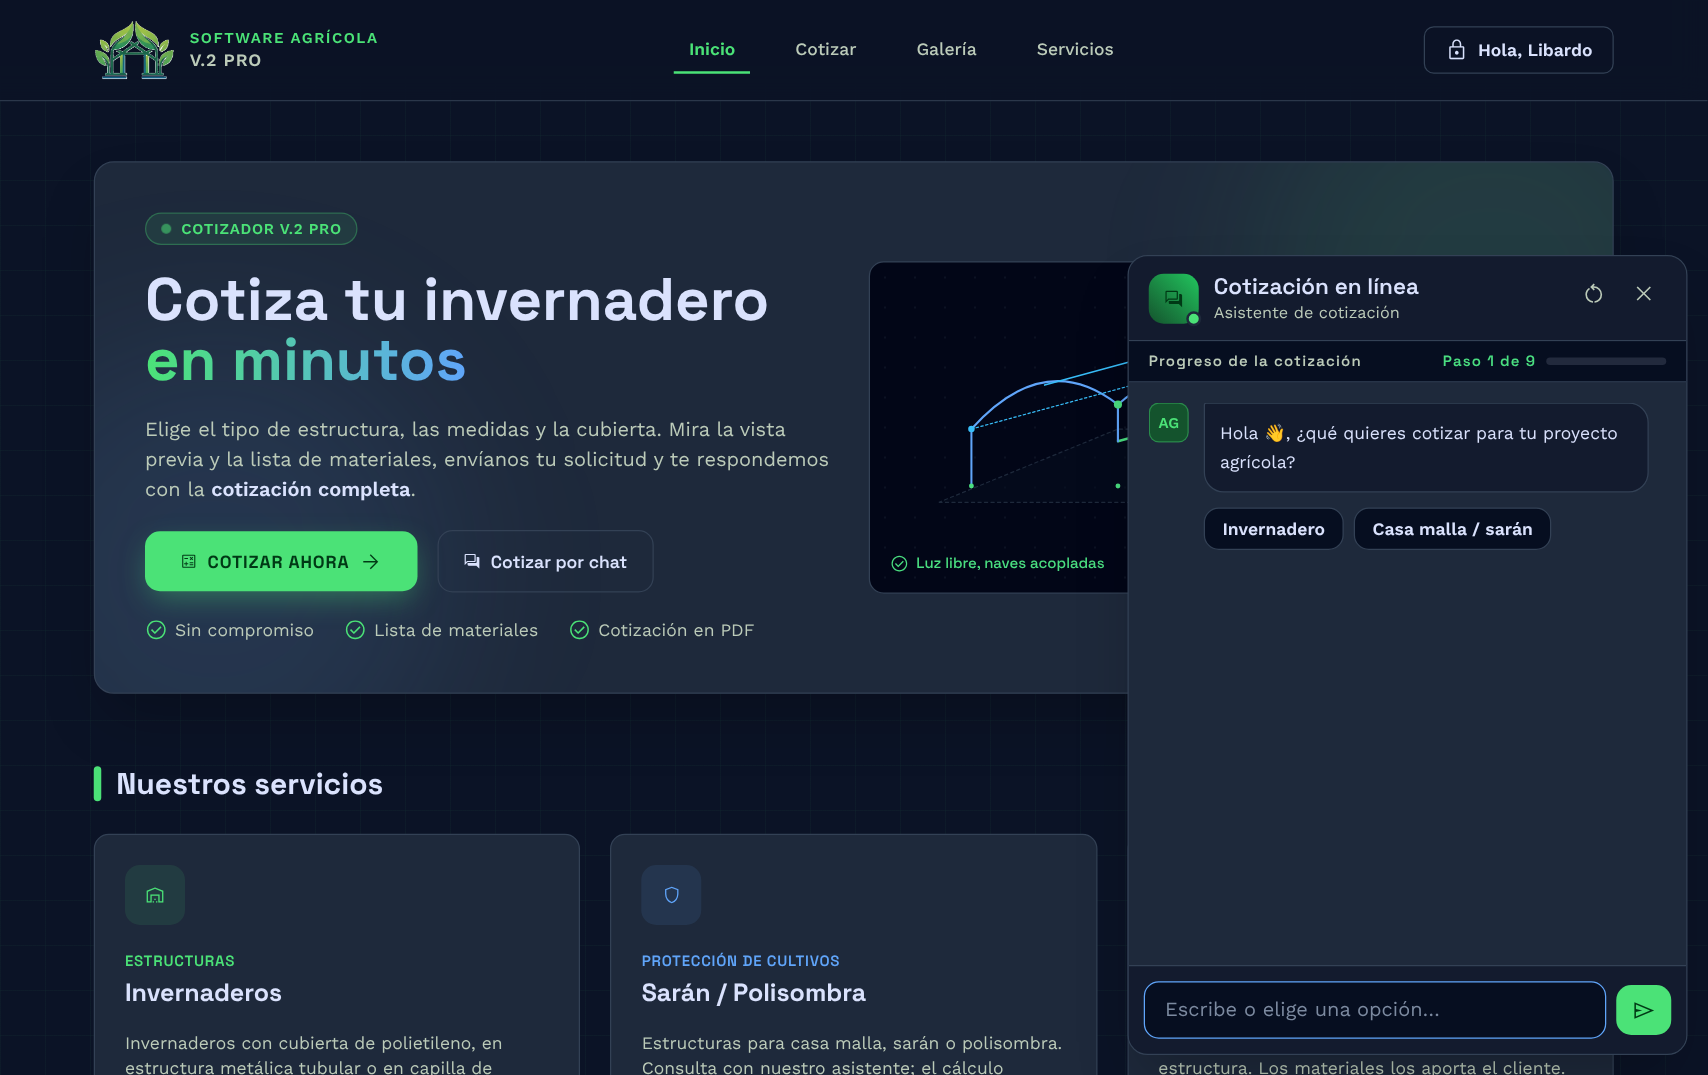 SOFTWARE AGRÍCOLA
V.2 PRO
Inicio
Cotizar
Galería
Servicios
Hola, Libardo
COTIZADOR V.2 PRO
Cotiza tu invernadero
en minutos
Elige el tipo de estructura, las medidas y la cubierta. Mira la vista
previa y la lista de materiales, envíanos tu solicitud y te respondemos
con la cotización completa.
COTIZAR AHORA
Cotizar por chat
Sin compromiso
Lista de materiales
Cotización en PDF
Luz libre, naves acopladas
Nuestros servicios
ESTRUCTURAS
Invernaderos
Invernaderos con cubierta de polietileno, en
estructura metálica tubular o en capilla de
PROTECCIÓN DE CULTIVOS
Sarán / Polisombra
Estructuras para casa malla, sarán o polisombra.
Consulta con nuestro asistente; el cálculo
estructura. Los materiales los aporta el cliente.
Cotización en línea
Asistente de cotización
Progreso de la cotización
Paso 1 de 9
AG
Hola 👋, ¿qué quieres cotizar para tu proyecto
agrícola?
Invernadero
Casa malla / sarán
Escribe o elige una opción...